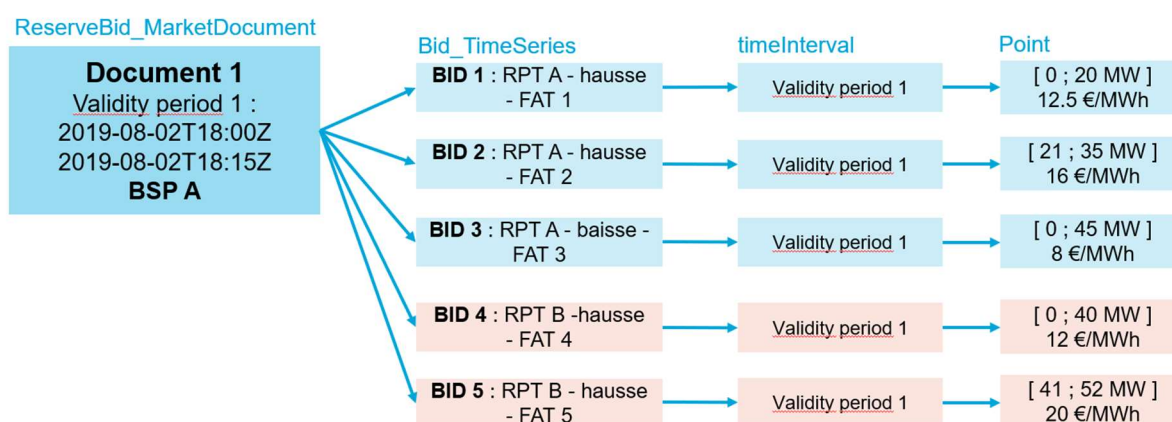 ReserveBid_MarketDocument
Document 1
Validity period 1 :
2019-08-02T18:00Z
2019-08-02T18:15Z
BSP A
Bid_TimeSeries
timeInterval
Point
BID 1 : RPT A - hausse
- FAT 1
Validity period 1
[ 0 ; 20 MW ]
12.5 €/MWh
BID 2 : RPT A - hausse
- FAT 2
Validity period 1
[ 21 ; 35 MW ]
16 €/MWh
BID 3 : RPT A - baisse -
FAT 3
Validity period 1
[ 0 ; 45 MW ]
8 €/MWh
BID 4 : RPT B -hausse
- FAT 4
Validity period 1
[ 0 ; 40 MW ]
12 €/MWh
BID 5 : RPT B - hausse
- FAT 5
Validity period 1
[ 41 ; 52 MW ]
20 €/MWh